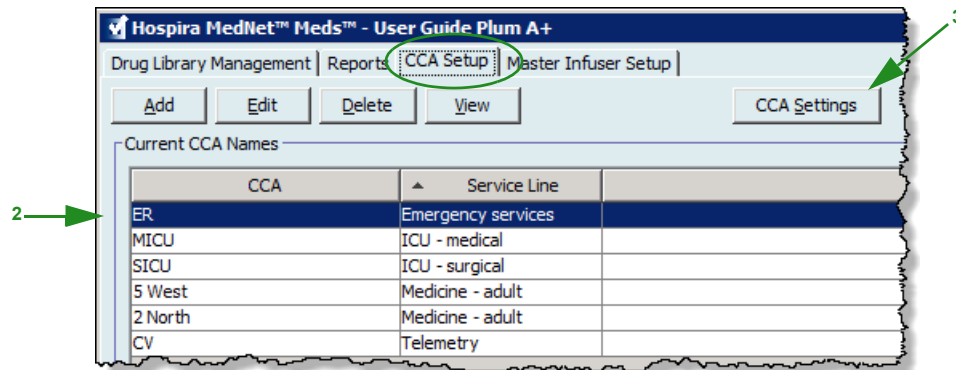 Hospira MedNet™ Meds™ - User Guide Plum A+
3
Drug Library Management Reports CCA Setup Master Infuser Setup
Add Edit Delete View CCA Settings
Current CCA Names
CCA Service Line
2
ER Emergency services
MICU ICU - medical
SICU ICU - surgical
5 West Medicine - adult
2 North Medicine - adult
CV Telemetry